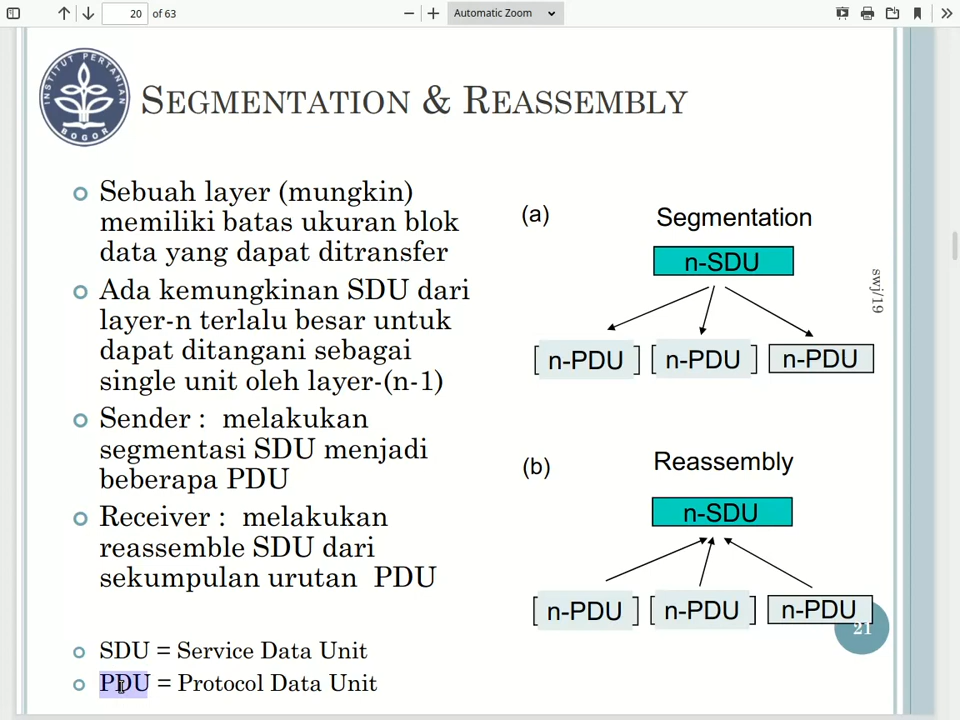 20 of 63
Automatic Zoom
INSTITUT PERTANIAN
BOGOR
SEGMENTATION & REASSEMBLY
Sebuah layer (mungkin)
memiliki batas ukuran blok
data yang dapat ditransfer
Ada kemungkinan SDU dari
layer-n terlalu besar untuk
dapat ditangani sebagai
single unit oleh layer-(n-1)
Sender : melakukan
segmentasi SDU menjadi
beberapa PDU
Receiver : melakukan
reassemble SDU dari
sekumpulan urutan PDU
SDU = Service Data Unit
PDU = Protocol Data Unit
(a) Segmentation
n-SDU
n-PDU n-PDU n-PDU
(b) Reassembly
n-SDU
n-PDU n-PDU n-PDU
swj/19
21